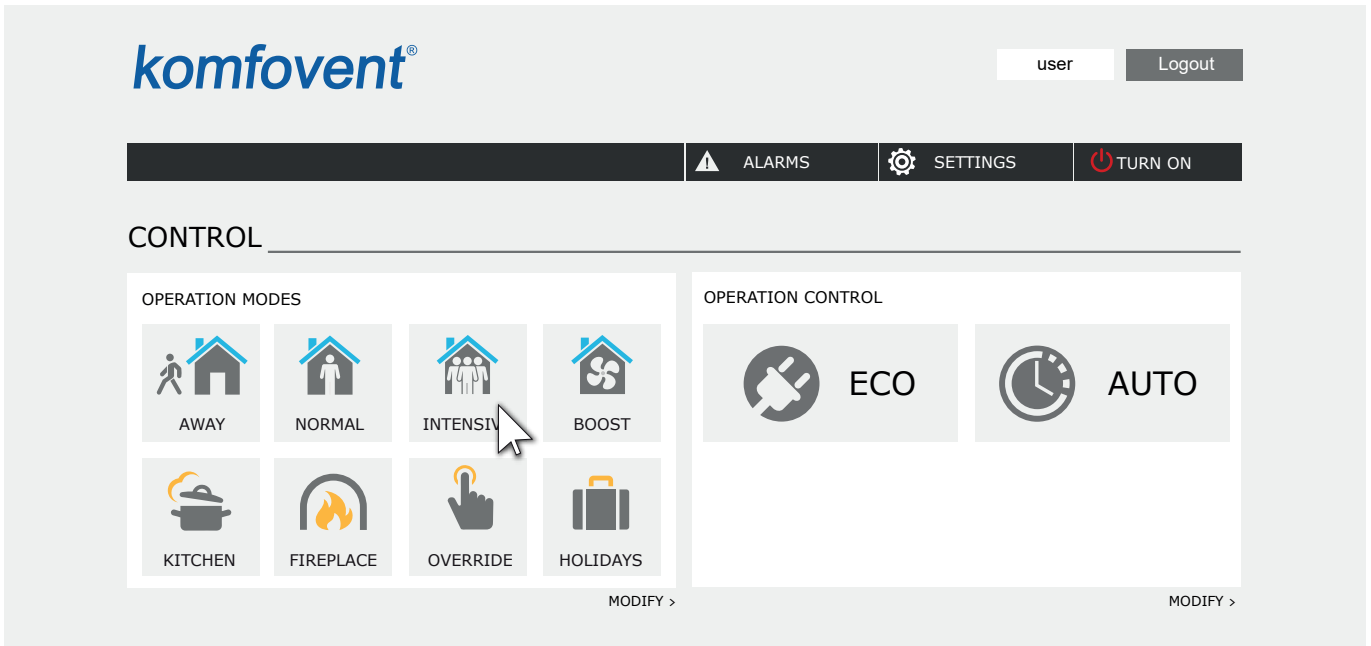 komfovent®
user Logout
ALARMS SETTINGS TURN ON
CONTROL
OPERATION MODES
AWAY NORMAL INTENSIV BOOST
KITCHEN FIREPLACE OVERRIDE HOLIDAYS
MODIFY >
OPERATION CONTROL
ECO AUTO
MODIFY >